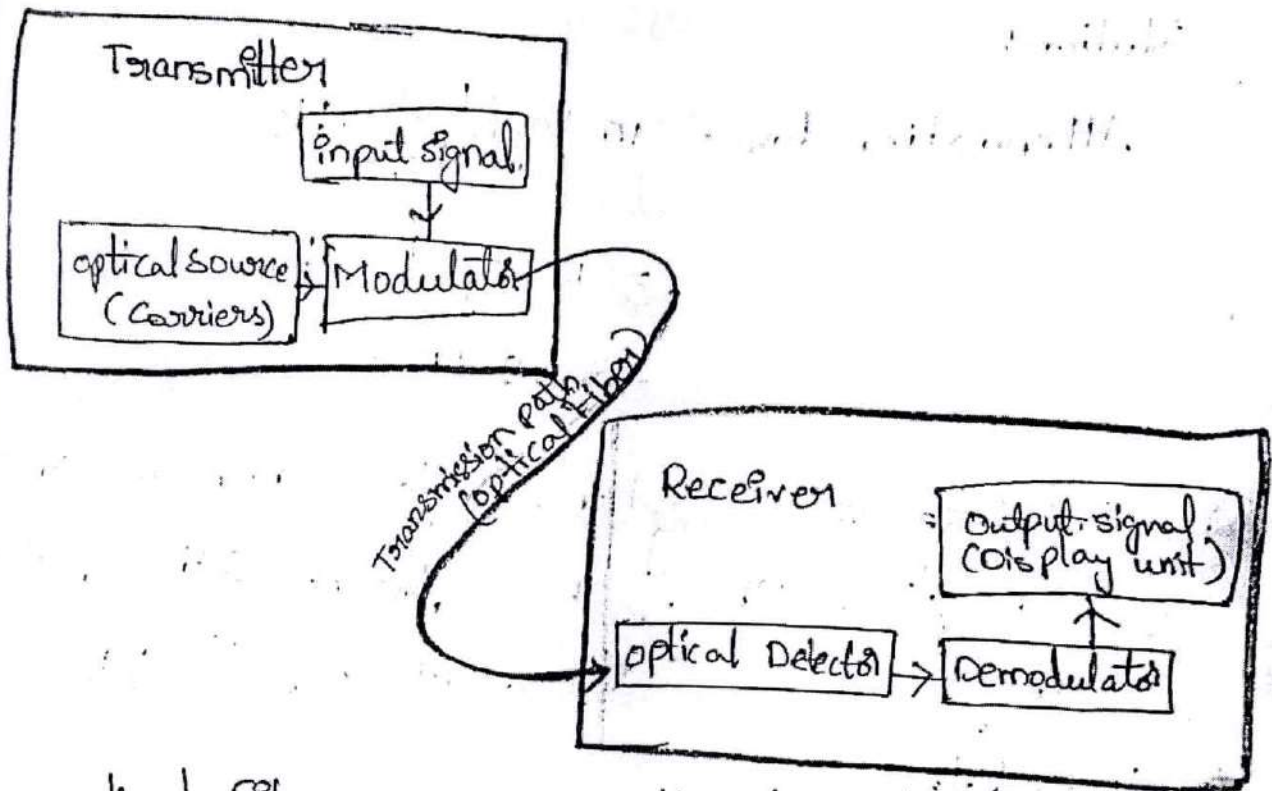 Transmitter
input signal.
optical source
(Carriers)
Modulator
Transmission path
(optical Fiber)
Receiver
Output signal.
(Display unit)
optical Detector
Demodulator